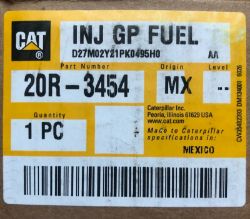 CAT
INJ GP FUEL
D27M02Y21PK0495H0 AA
Part Number Origin Level
20R-3454 MX --
Quantity
1 PC
Caterpillar Inc.
Peoria, Illinois 61629 USA
www.cat.com
Made to Caterpillar
specifications in:
MEXICO